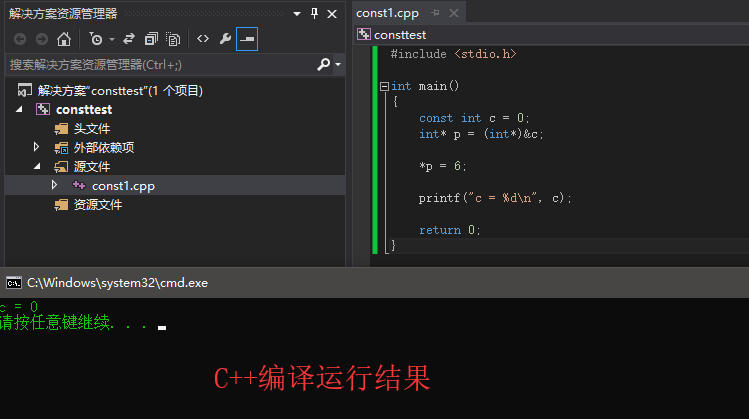 解决方案资源管理器
搜索解决方案资源管理器(Ctrl+;)
解决方案"consttest"(1 个项目)
consttest
头文件
外部依赖项
源文件
const1.cpp
资源文件
const1.cpp
consttest
#include <stdio.h>
int main()
{
const int c = 0;
int* p = (int*)&c;
*p = 6;
printf("c = %d\n", c);
return 0;
}
C:\Windows\system32\cmd.exe
c = 0
请按任意键继续. . .
C++编译运行结果